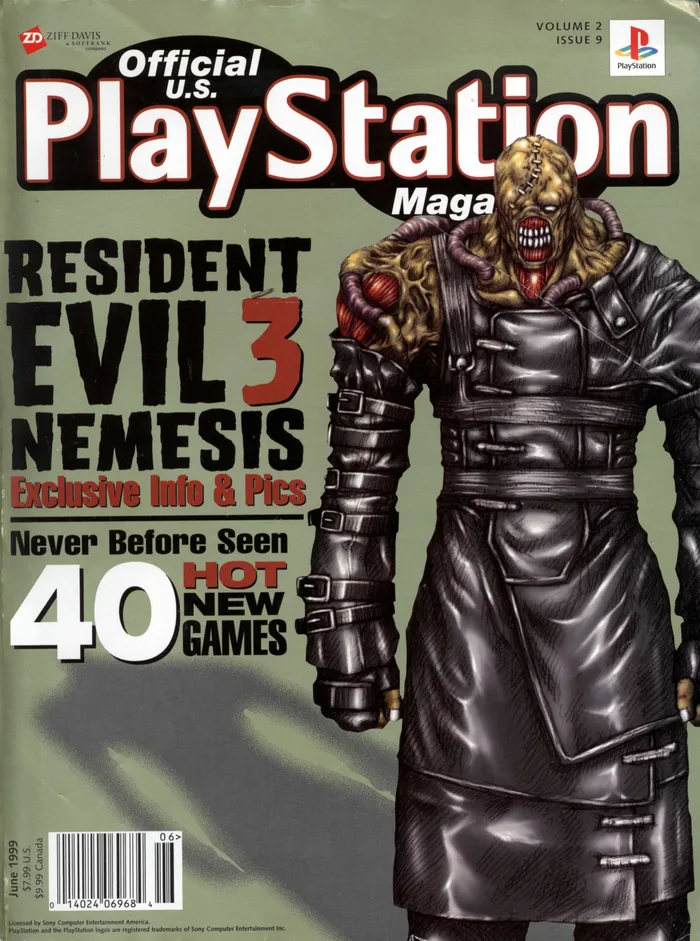 ZD ZIFF-DAVIS
a SOFTBANK
company
VOLUME 2
ISSUE 9
PlayStation
Official
U.S.
PlayStation
Maga
RESIDENT
EVIL 3
NEMESIS
Exclusive Info & Pics
Never Before Seen
40 HOT
NEW
GAMES
June 1999
$7.99 U.S.
$9.99 Canada
06>
0 14024 06968 4
Licensed by Sony Computer Entertainment America.
PlayStation and the PlayStation logos are registered trademarks of Sony Computer Entertainment Inc.